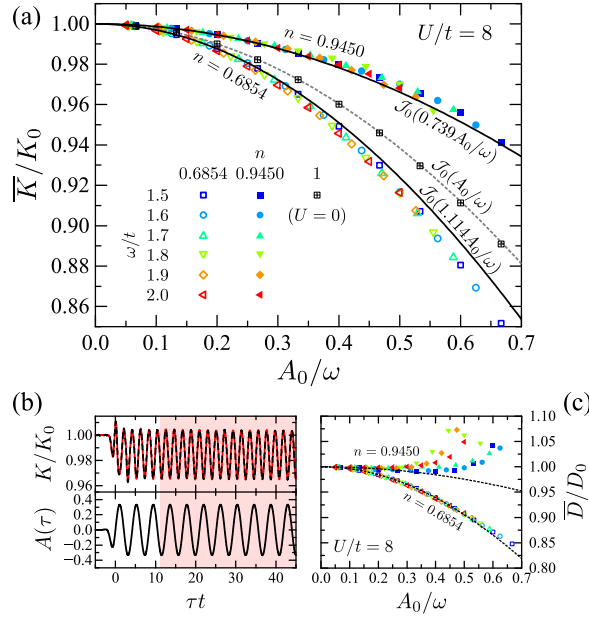 (a)
1.00
0.98
0.96
0.94
0.92
0.90
0.88
0.86
K̅/K₀
n = 0.9450
n = 0.6854
U/t = 8
𝒥₀(0.739A₀/ω)
𝒥₀(A₀/ω)
𝒥₀(1.114A₀/ω)
n
0.6854 0.9450 1
(U = 0)
ω/t
1.5
1.6
1.7
1.8
1.9
2.0
0.0 0.1 0.2 0.3 0.4 0.5 0.6 0.7
A₀/ω
(b)
K/K₀
1.00
0.98
0.96
A(τ)
0.4
0.2
0.0
−0.2
−0.4
0 10 20 30 40
τt
(c)
1.10
1.05
1.00
0.95
0.90
0.85
0.80
D̅/D₀
n = 0.9450
n = 0.6854
U/t = 8
0.0 0.1 0.2 0.3 0.4 0.5 0.6 0.7
A₀/ω